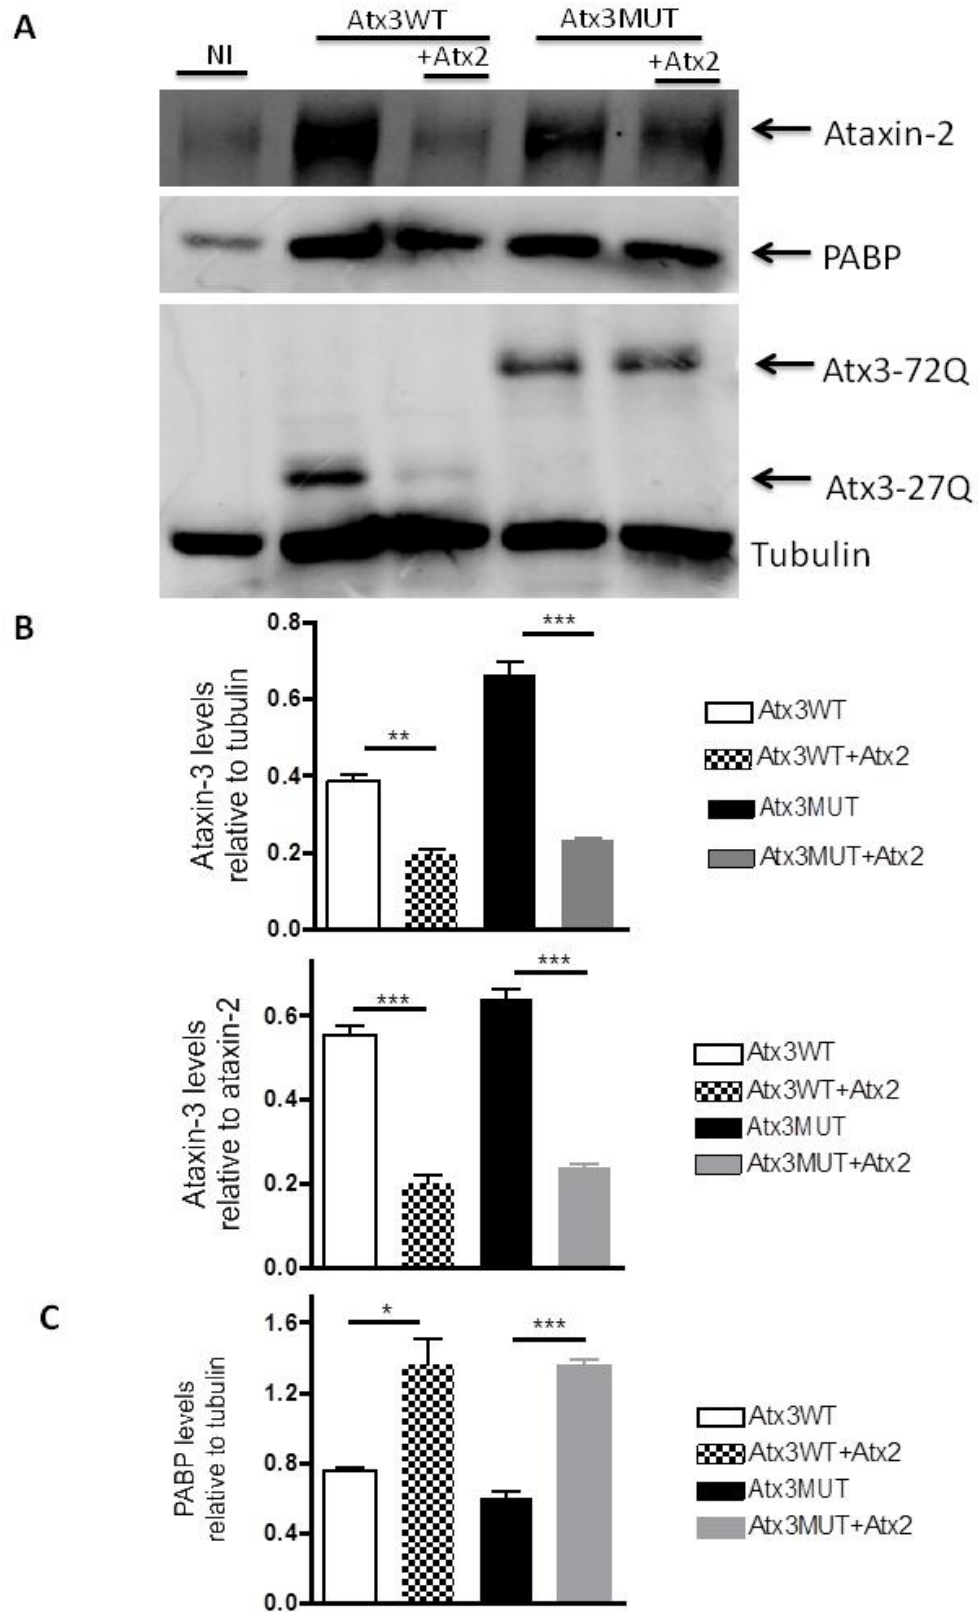 A
Atx3WT
Atx3MUT
NI
+Atx2
+Atx2
Ataxin-2
PABP
Atx3-72Q
Atx3-27Q
Tubulin
B
0.8
0.6
0.4
0.2
0.0
Ataxin-3 levels
relative to tubulin
**
***
Atx3WT
Atx3WT+Atx2
Atx3MUT
Atx3MUT+Atx2
0.6
0.4
0.2
0.0
Ataxin-3 levels
relative to ataxin-2
***
***
Atx3WT
Atx3WT+Atx2
Atx3MUT
Atx3MUT+Atx2
C
1.6
1.2
0.8
0.4
0.0
PABP levels
relative to tubulin
*
***
Atx3WT
Atx3WT+Atx2
Atx3MUT
Atx3MUT+Atx2